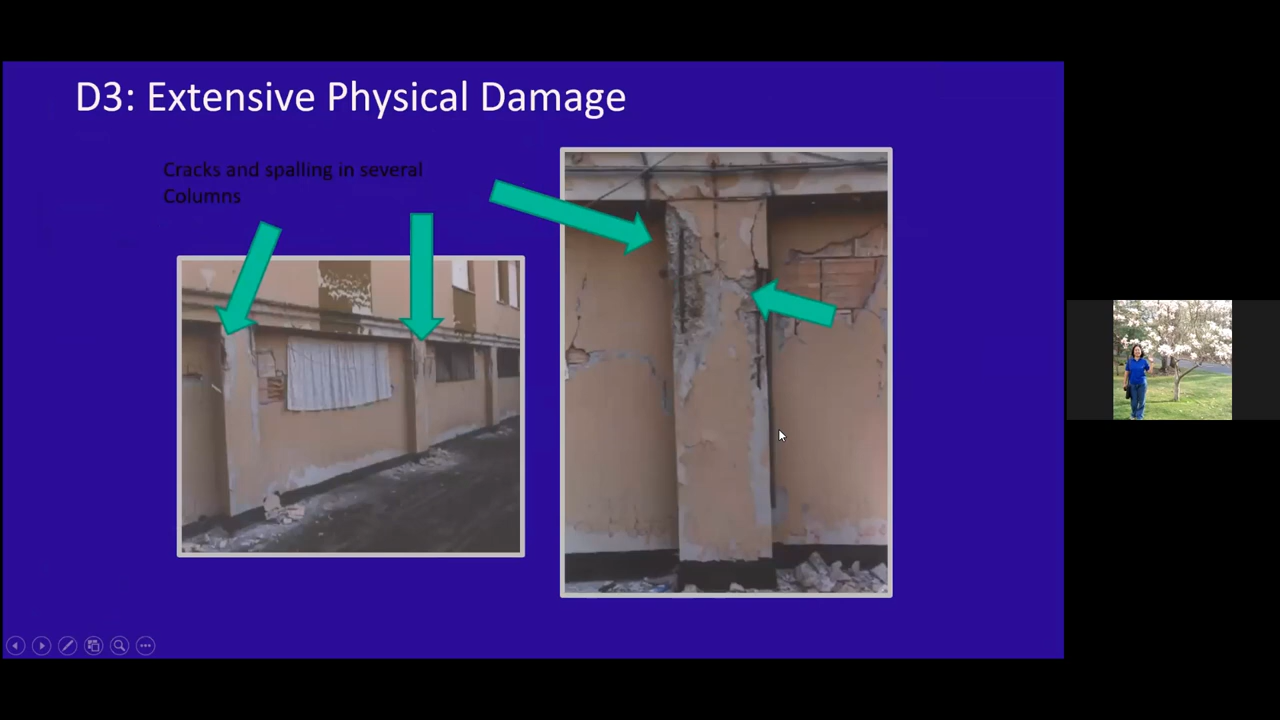 D3: Extensive Physical Damage
Cracks and spalling in several
Columns